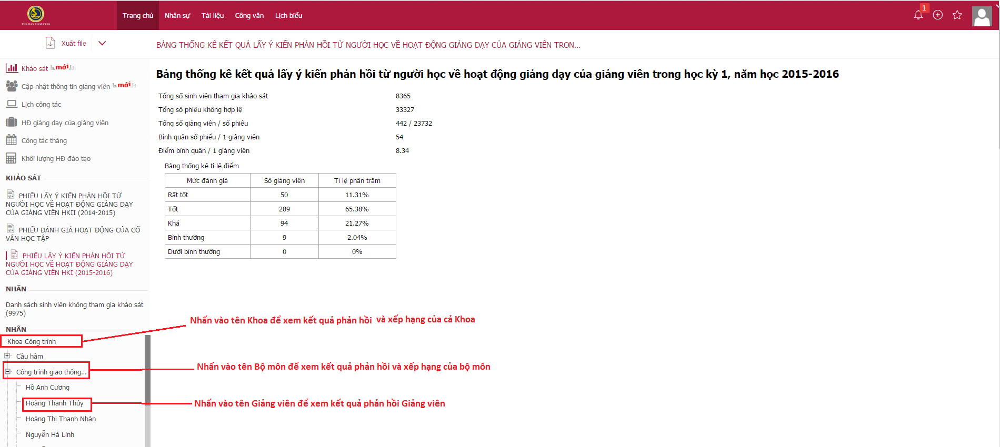 THE WAY TO SUCESS
Trang chủ Nhân sự Tài liệu Công văn Lịch biểu
1
Xuất file
BẢNG THỐNG KÊ KẾT QUẢ LẤY Ý KIẾN PHẢN HỒI TỪ NGƯỜI HỌC VỀ HOẠT ĐỘNG GIẢNG DẠY CỦA GIẢNG VIÊN TRON...
Khảo sát mới
Cập nhật thông tin giảng viên mới
Lịch công tác
HĐ giảng dạy của giảng viên
Công tác tháng
Khối lượng HĐ đào tạo
KHẢO SÁT
PHIẾU LẤY Ý KIẾN PHẢN HỒI TỪ
NGƯỜI HỌC VỀ HOẠT ĐỘNG GIẢNG DẠY
CỦA GIẢNG VIÊN HKII (2014-2015)
PHIẾU ĐÁNH GIÁ HOẠT ĐỘNG CỦA CỐ
VẤN HỌC TẬP
PHIẾU LẤY Ý KIẾN PHẢN HỒI TỪ
NGƯỜI HỌC VỀ HOẠT ĐỘNG GIẢNG DẠY
CỦA GIẢNG VIÊN HKI (2015-2016)
NHÃN
Danh sách sinh viên không tham gia khảo sát
(9975)
NHÃN
Khoa Công trình
Cầu hầm
Công trình giao thông...
Hồ Anh Cương
Hoàng Thanh Thúy
Hoàng Thị Thanh Nhàn
Nguyễn Hà Linh
Bảng thống kê kết quả lấy ý kiến phản hồi từ người học về hoạt động giảng dạy của giảng viên trong học kỳ 1, năm học 2015-2016
Tổng số sinh viên tham gia khảo sát 8365
Tổng số phiếu không hợp lệ 33327
Tổng số giảng viên / số phiếu 442 / 23732
Bình quân số phiếu / 1 giảng viên 54
Điểm bình quân / 1 giảng viên 8.34
Bảng thống kê tỉ lệ điểm
Mức đánh giá Số giảng viên Tỉ lệ phần trăm
Rất tốt 50 11.31%
Tốt 289 65.38%
Khá 94 21.27%
Bình thường 9 2.04%
Dưới bình thường 0 0%
Nhấn vào tên Khoa để xem kết quả phản hồi và xếp hạng của cả Khoa
Nhấn vào tên Bộ môn để xem kết quả phản hồi và xếp hạng của bộ môn
Nhấn vào tên Giảng viên để xem kết quả phản hồi Giảng viên